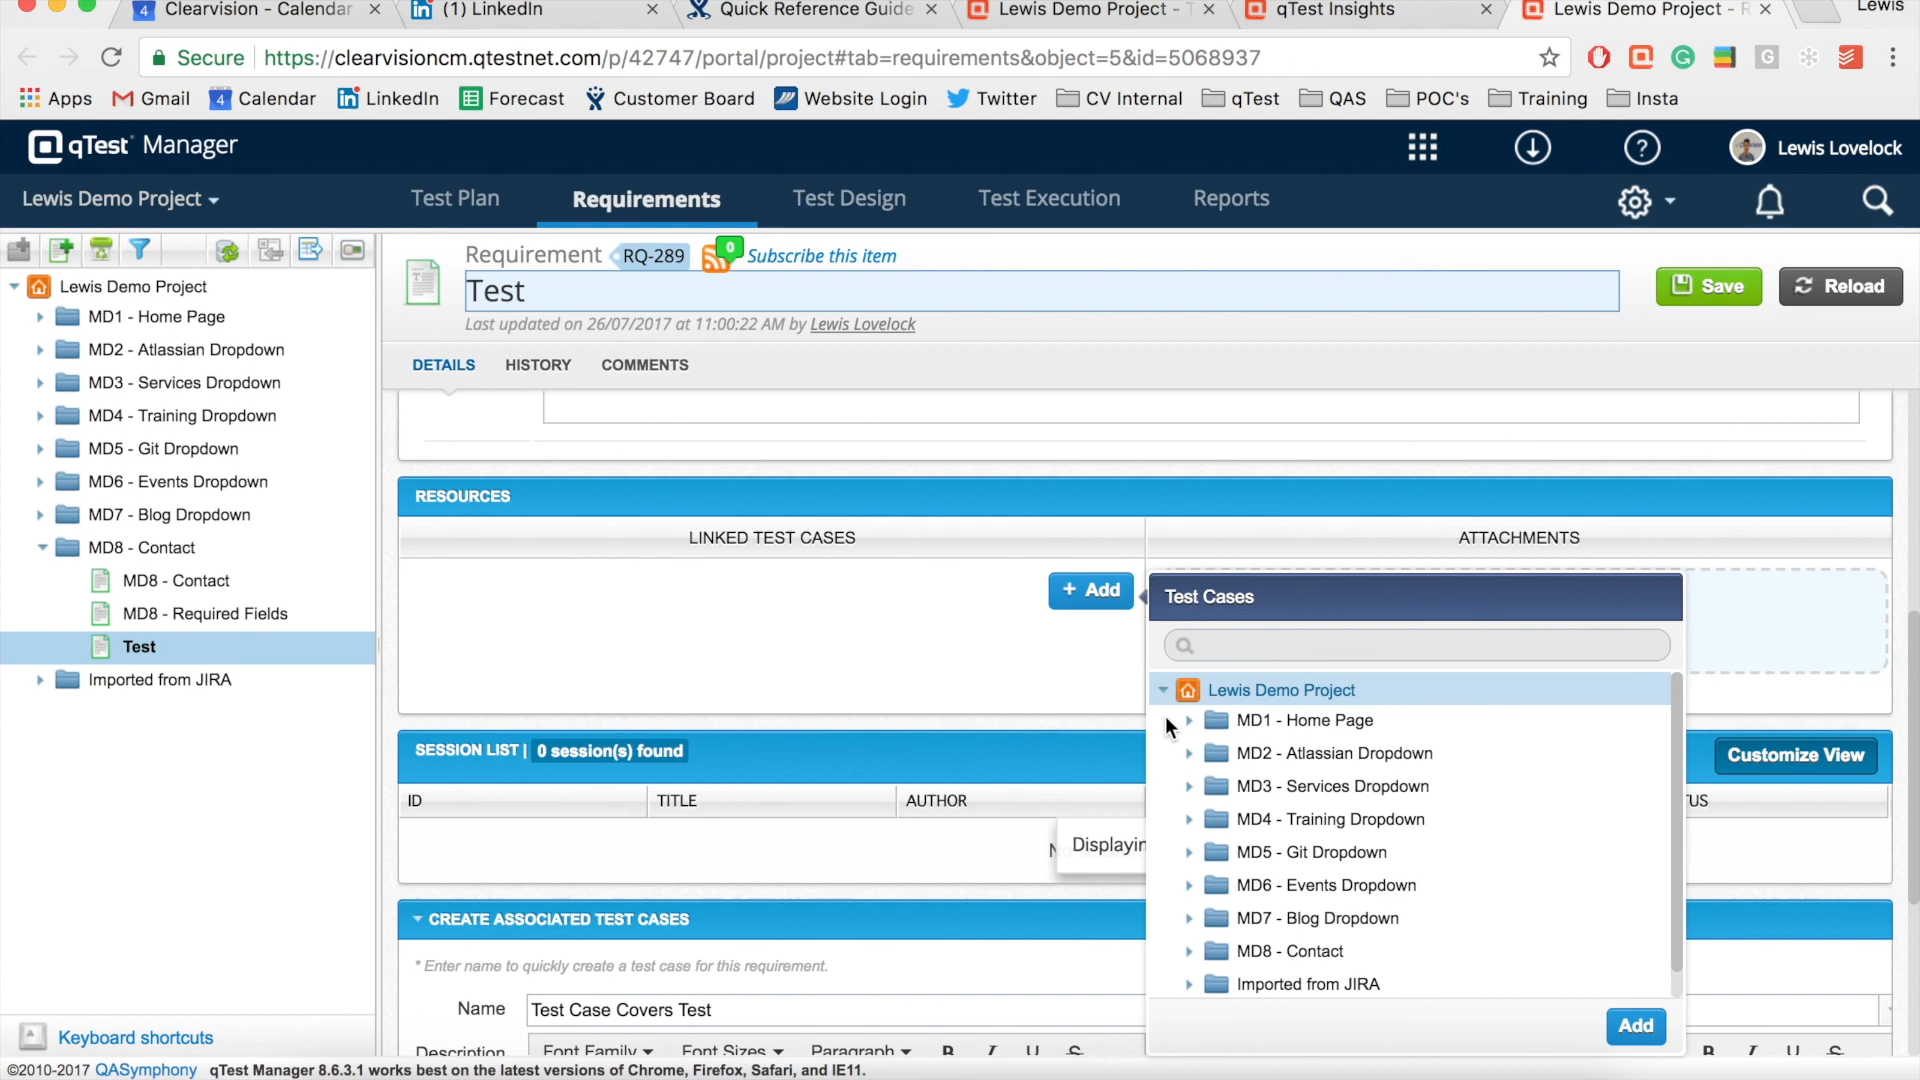 Clearvision - Calendar
(1) LinkedIn
Quick Reference Guide
Lewis Demo Project - T
qTest Insights
Lewis Demo Project - R
Lewis
Secure https://clearvisioncm.qtestnet.com/p/42747/portal/project#tab=requirements&object=5&id=5068937
Apps Gmail Calendar LinkedIn Forecast Customer Board Website Login Twitter CV Internal qTest QAS POC's Training Insta
qTest Manager
Lewis Lovelock
Lewis Demo Project Test Plan Requirements Test Design Test Execution Reports
Lewis Demo Project
MD1 - Home Page
MD2 - Atlassian Dropdown
MD3 - Services Dropdown
MD4 - Training Dropdown
MD5 - Git Dropdown
MD6 - Events Dropdown
MD7 - Blog Dropdown
MD8 - Contact
MD8 - Contact
MD8 - Required Fields
Test
Imported from JIRA
Keyboard shortcuts
Requirement RQ-289 0 Subscribe this item
Test
Save Reload
Last updated on 26/07/2017 at 11:00:22 AM by Lewis Lovelock
DETAILS HISTORY COMMENTS
RESOURCES
LINKED TEST CASES ATTACHMENTS
+ Add
Test Cases
Lewis Demo Project
MD1 - Home Page
MD2 - Atlassian Dropdown
MD3 - Services Dropdown
MD4 - Training Dropdown
MD5 - Git Dropdown
MD6 - Events Dropdown
MD7 - Blog Dropdown
MD8 - Contact
Imported from JIRA
Add
SESSION LIST | 0 session(s) found
Customize View
ID TITLE AUTHOR TUS
N Displayin
CREATE ASSOCIATED TEST CASES
* Enter name to quickly create a test case for this requirement.
Name Test Case Covers Test
Description Font Family Font Sizes Paragraph B I U S B I U S
©2010-2017 QASymphony qTest Manager 8.6.3.1 works best on the latest versions of Chrome, Firefox, Safari, and IE11.